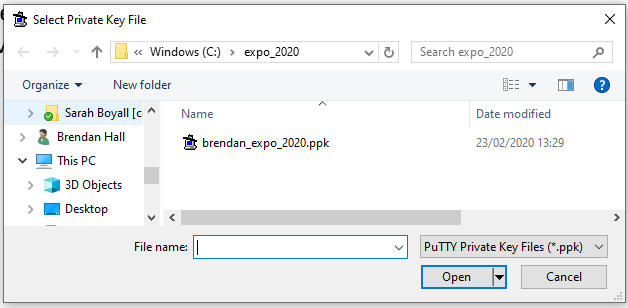 Select Private Key File
Windows (C:) expo_2020 Search expo_2020
Organize New folder
Name Date modified
Sarah Boyall [c
Brendan Hall
This PC
3D Objects
Desktop
brendan_expo_2020.ppk 23/02/2020 13:29
File name: PuTTY Private Key Files (*.ppk)
Open Cancel